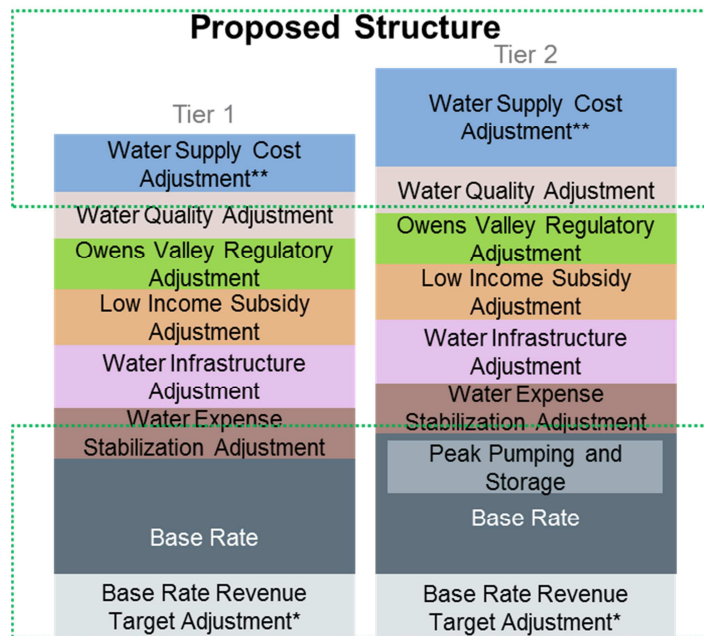 Proposed Structure
Tier 1
Water Supply Cost
Adjustment**
Water Quality Adjustment
Owens Valley Regulatory
Adjustment
Low Income Subsidy
Adjustment
Water Infrastructure
Adjustment
Water Expense
Stabilization Adjustment
Base Rate
Base Rate Revenue
Target Adjustment*
Tier 2
Water Supply Cost
Adjustment**
Water Quality Adjustment
Owens Valley Regulatory
Adjustment
Low Income Subsidy
Adjustment
Water Infrastructure
Adjustment
Water Expense
Stabilization Adjustment
Peak Pumping and
Storage
Base Rate
Base Rate Revenue
Target Adjustment*